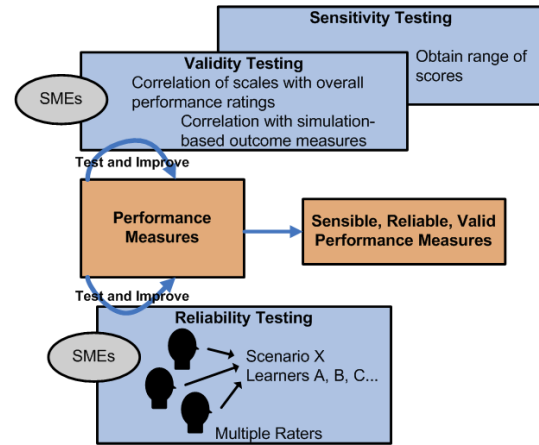 Sensitivity Testing
Obtain range of
scores
Validity Testing
Correlation of scales with overall
performance ratings
Correlation with simulation-
based outcome measures
SMEs
Test and Improve
Performance
Measures
Sensible, Reliable, Valid
Performance Measures
Test and Improve
Reliability Testing
SMEs
Scenario X
Learners A, B, C...
Multiple Raters